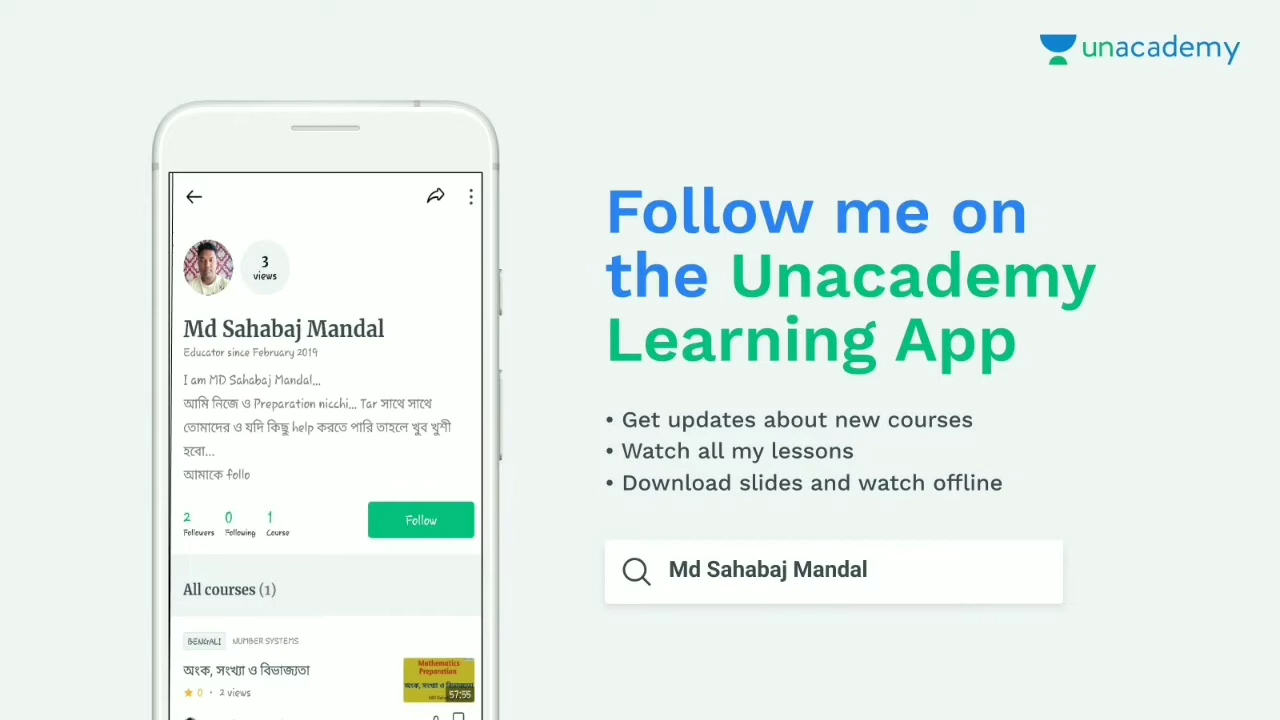 unacademy
3
views
Md Sahabaj Mandal
Educator since February 2019
I am MD Sahabaj Mandal...
আমি নিজে ও Preparation nicchi... Tar সাথে সাথে
তোমাদের ও যদি কিছু help করতে পারি তাহলে খুব খুশী
হবো...
আমাকে follo
2 0 1
Followers Following Course
Follow
All courses (1)
BENGALI NUMBER SYSTEMS
অংক, সংখ্যা ও বিভাজ্যতা
0 • 2 views
Mathematics
Preparation
অংক, সংখ্যা ও
57:55
Follow me on
the Unacademy
Learning App
• Get updates about new courses
• Watch all my lessons
• Download slides and watch offline
Md Sahabaj Mandal